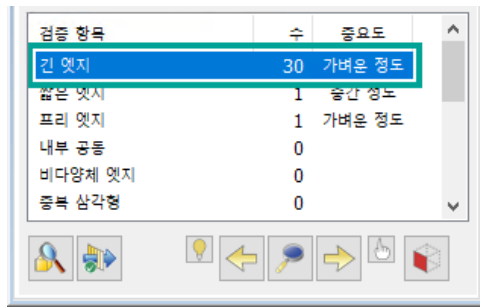 검증 항목 수 중요도
긴 엣지 30 가벼운 정도
짧은 엣지 1 중간 정도
프리 엣지 1 가벼운 정도
내부 공동 0
비다양체 엣지 0
중복 삼각형 0